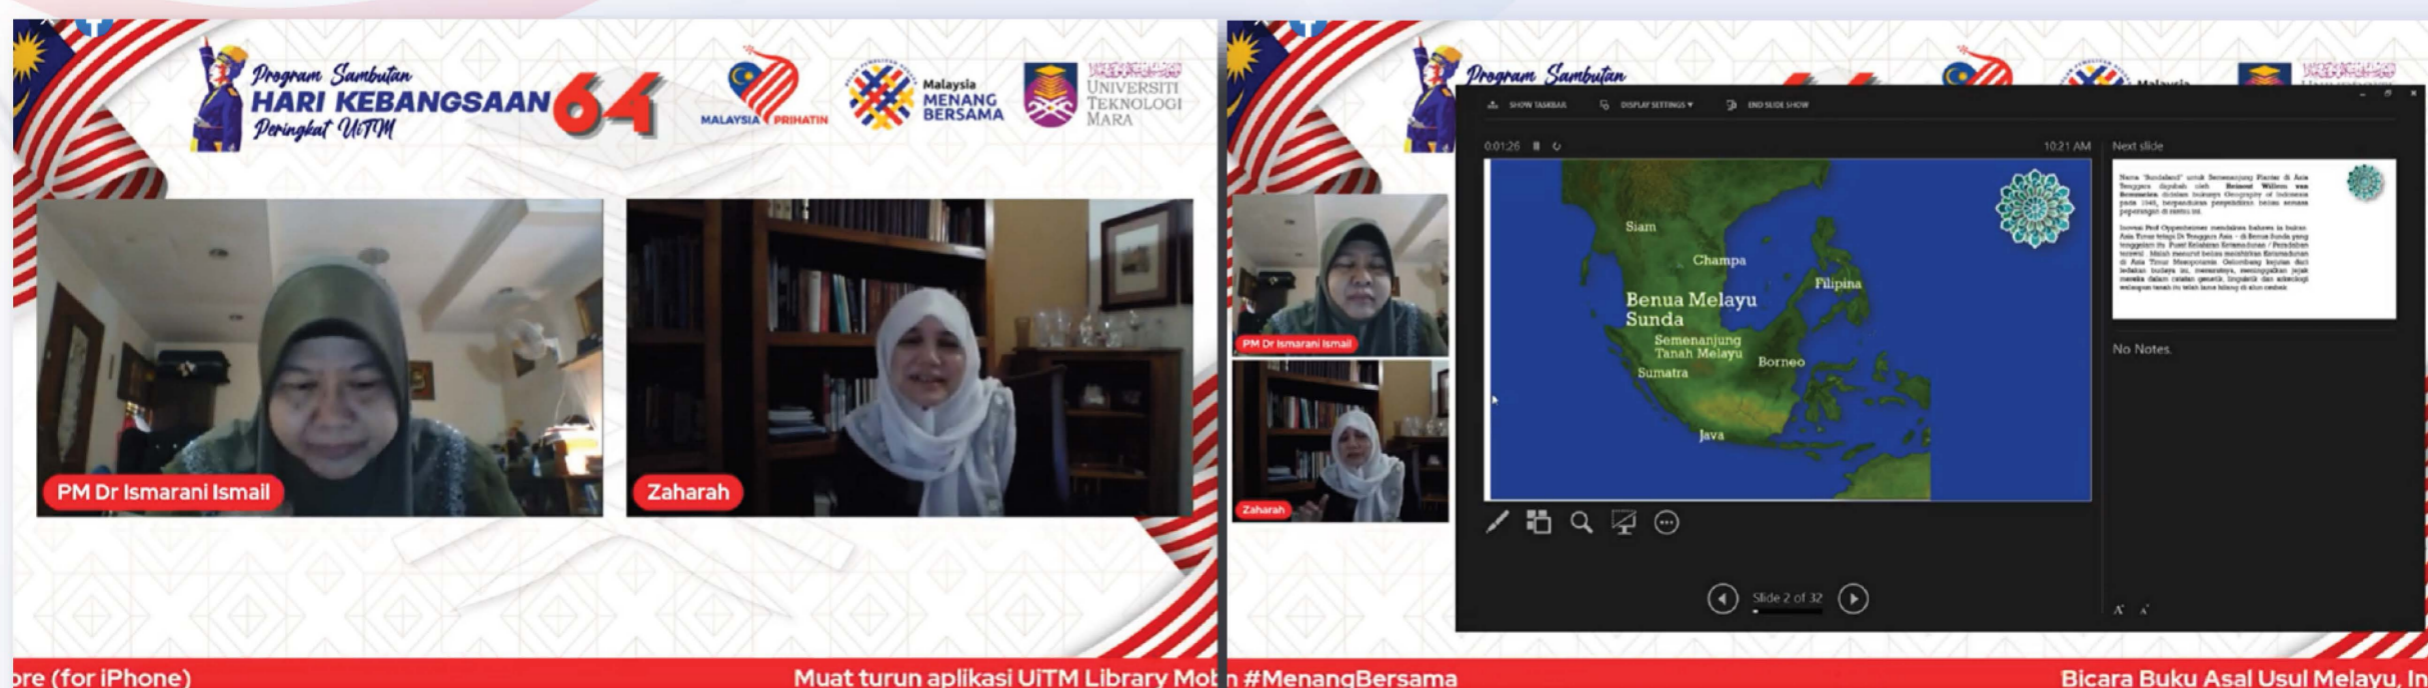 Program Sambutan
HARI KEBANGSAAN 64
Peringkat UiTM
MALAYSIA PRIHATIN
Malaysia
MENANG
BERSAMA
UNIVERSITI
TEKNOLOGI
MARA
PM Dr Ismarani Ismail
Zaharah
ore (for iPhone)
Muat turun aplikasi UiTM Library Mob
Program Sambutan
Malaysia
PM Dr Ismarani Ismail
Zaharah
SHOW TASKBAR
DISPLAY SETTINGS
END SLIDE SHOW
0:01:26
10:21 AM
Siam
Champa
Filipina
Benua Melayu
Sunda
Semenanjung
Tanah Melayu
Borneo
Sumatra
Java
Slide 2 of 32
Next slide
No Notes.
n #MenangBersama
Bicara Buku Asal Usul Melayu, In